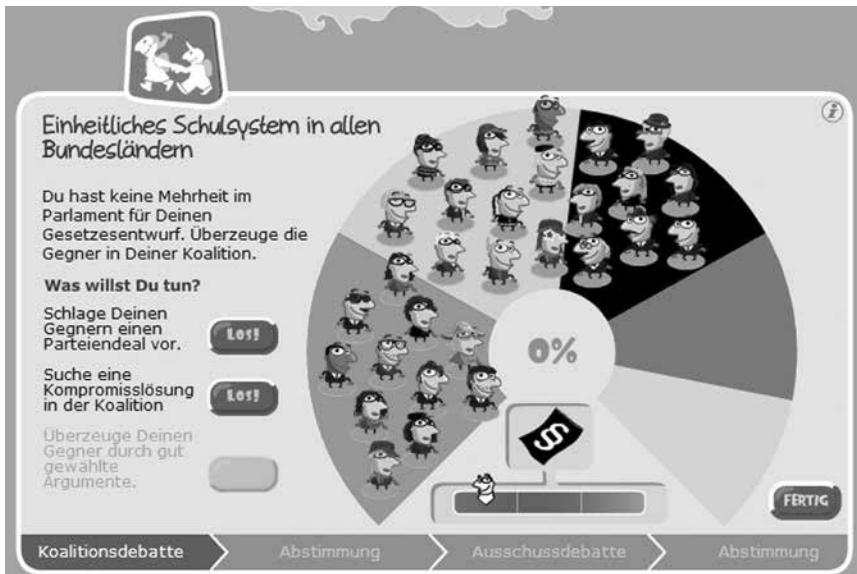 Einheitliches Schulsystem in allen
Bundesländern
Du hast keine Mehrheit im
Parlament für Deinen
Gesetzesentwurf. Überzeuge die
Gegner in Deiner Koalition.
Was willst Du tun?
Schlage Deinen
Gegnern einen
Parteiendeal vor.
LOS!
Suche eine
Kompromisslösung
in der Koalition
LOS!
Überzeuge Deinen
Gegner durch gut
gewählte
Argumente.
0%
§
i
FERTIG
Koalitionsdebatte
Abstimmung
Ausschussdebatte
Abstimmung